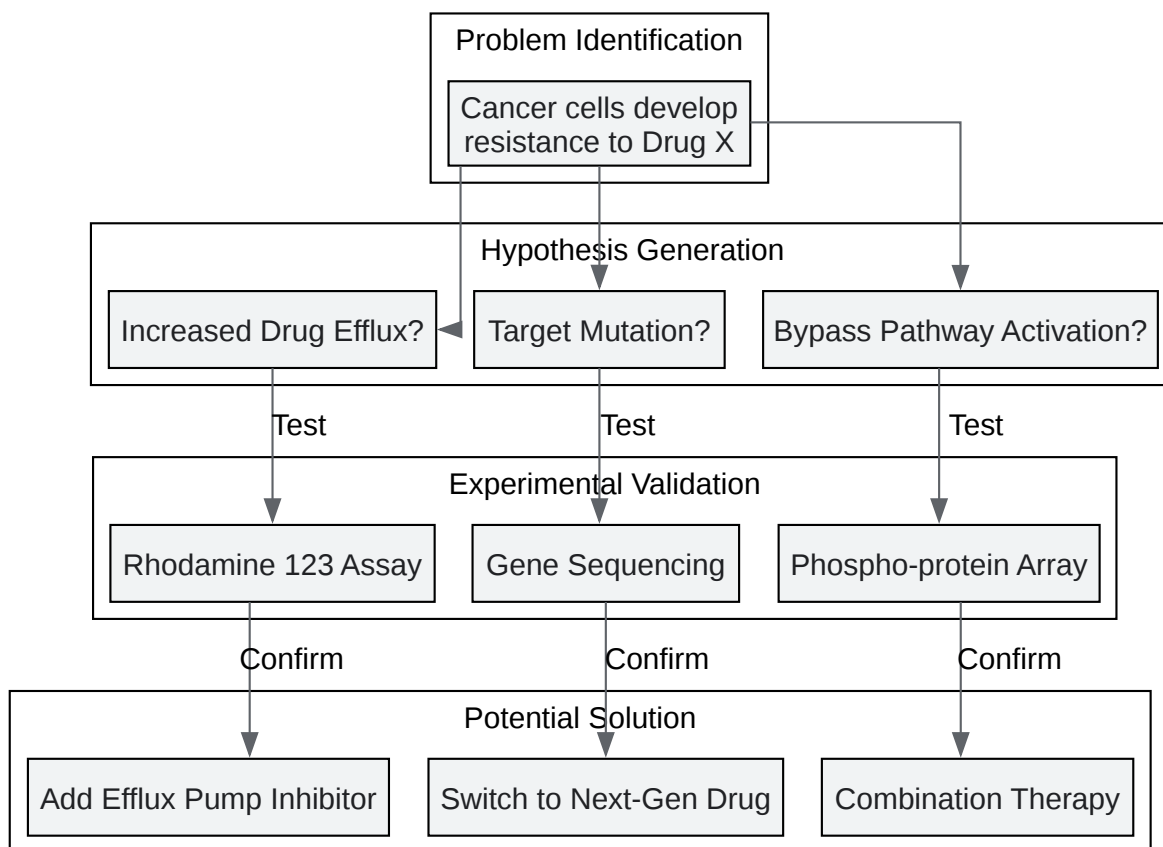 Problem Identification
Cancer cells develop
resistance to Drug X
Hypothesis Generation
Increased Drug Efflux?
Target Mutation?
Bypass Pathway Activation?
Test
Test
Test
Experimental Validation
Rhodamine 123 Assay
Gene Sequencing
Phospho-protein Array
Confirm
Confirm
Confirm
Potential Solution
Add Efflux Pump Inhibitor
Switch to Next-Gen Drug
Combination Therapy